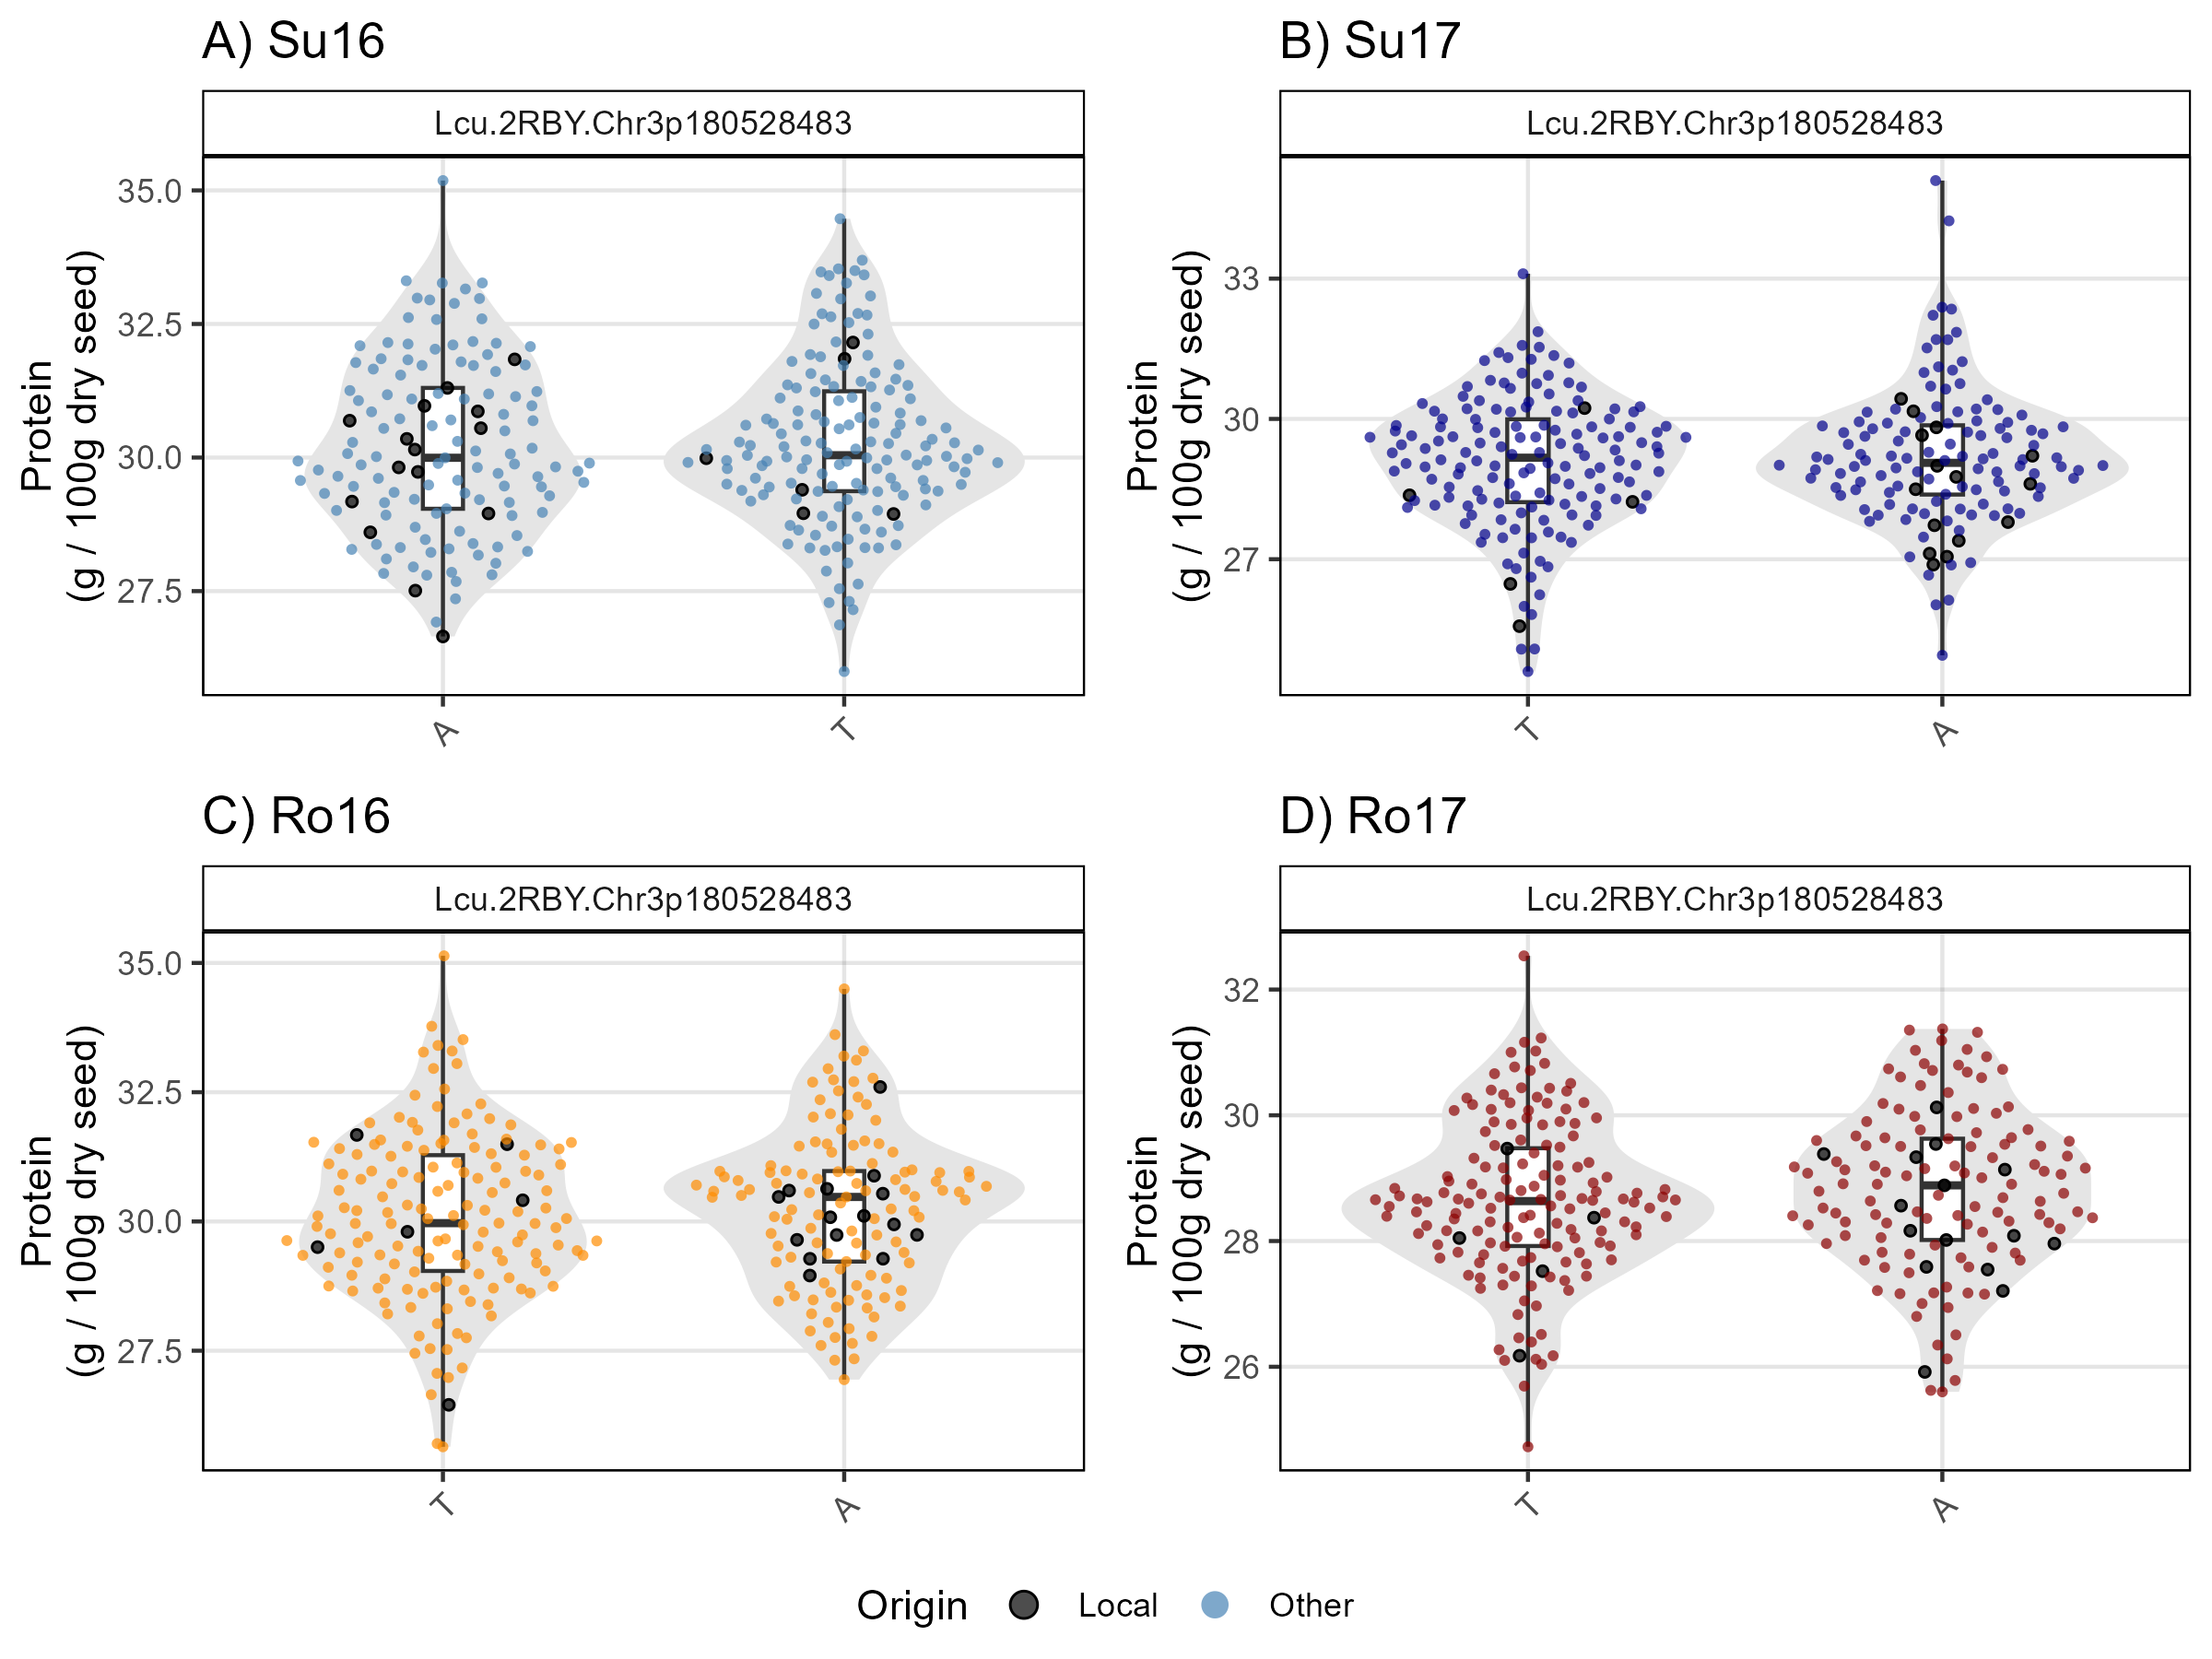 A) Su16
Lcu.2RBY.Chr3p180528483
Protein
(g / 100g dry seed)
35.0
32.5
30.0
27.5
A
T
B) Su17
Lcu.2RBY.Chr3p180528483
Protein
(g / 100g dry seed)
33
30
27
T
A
C) Ro16
Lcu.2RBY.Chr3p180528483
Protein
(g / 100g dry seed)
35.0
32.5
30.0
27.5
T
A
D) Ro17
Lcu.2RBY.Chr3p180528483
Protein
(g / 100g dry seed)
32
30
28
26
T
A
Origin Local Other